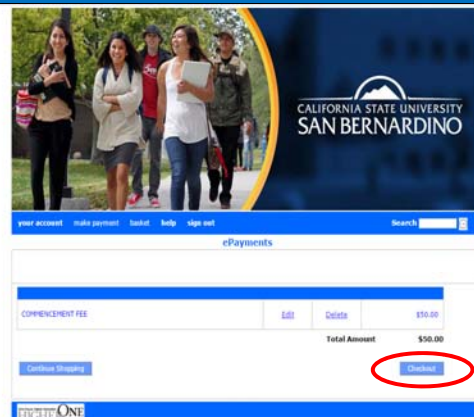 CALIFORNIA STATE UNIVERSITY
SAN BERNARDINO
your account make payment basket help sign out Search
ePayments
COMMENCEMENT FEE Edit Delete $50.00
Total Amount $50.00
Continue Shopping Checkout
ONE